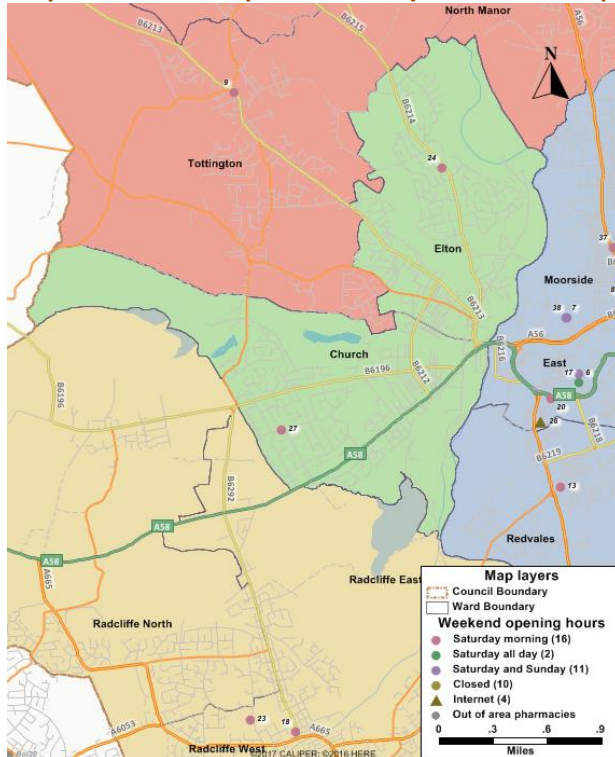 North Manor
B6213
B6215
A56
9
N
B6214
24
Tottington
Elton
37
Moorside
38 7
B6213
B6216
A56
Church
East
17 6
B6196
B6212
B6196
A58
20
26
27
B6218
A58
B6219
13
B6292
A58
A58
Redvales
A665
Radcliffe East
Radcliffe North
Map layers
Council Boundary
Ward Boundary
Weekend opening hours
Saturday morning (16)
Saturday all day (2)
Saturday and Sunday (11)
Closed (10)
Internet (4)
Out of area pharmacies
0 .3 .6 .9
Miles
A6053
23
18
A665
Radcliffe West
©2017 CALIPER; ©2016 HERE